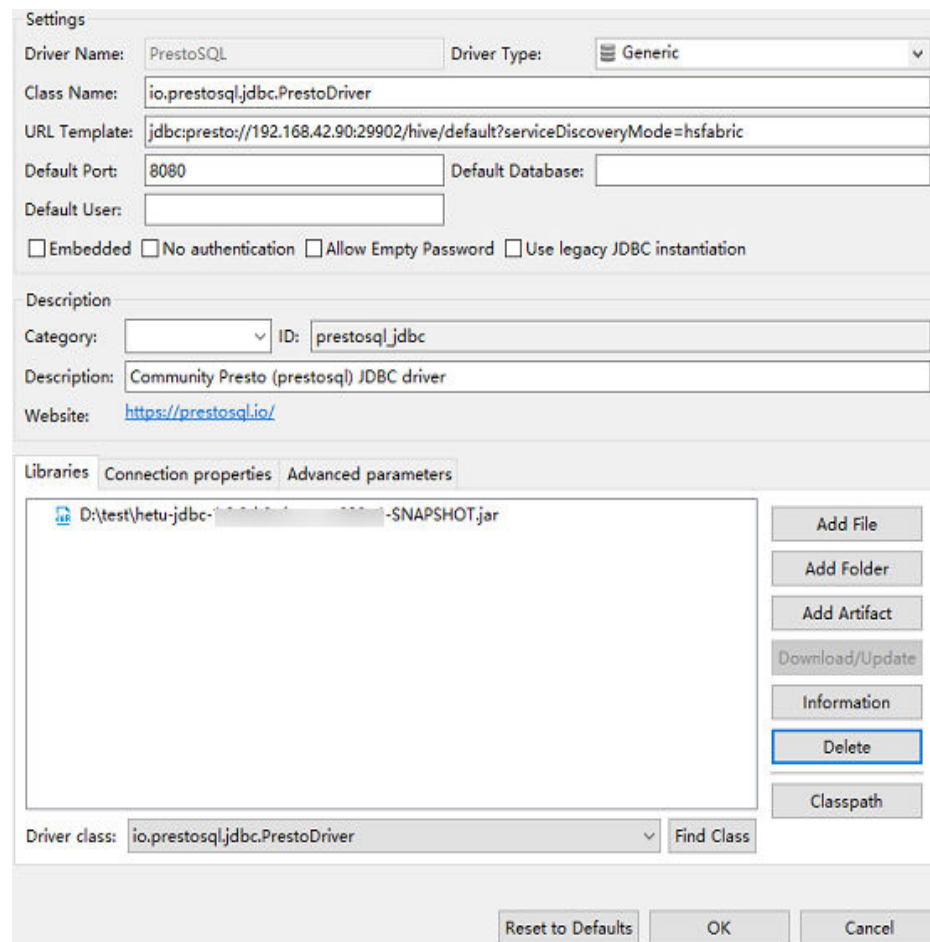 Settings
Driver Name: PrestoSQL Driver Type: Generic
Class Name: io.prestosql.jdbc.PrestoDriver
URL Template: jdbc:presto://192.168.42.90:29902/hive/default?serviceDiscoveryMode=hsfabric
Default Port: 8080 Default Database:
Default User:
Embedded No authentication Allow Empty Password Use legacy JDBC instantiation
Description
Category: ID: prestosql_jdbc
Description: Community Presto (prestosql) JDBC driver
Website: https://prestosql.io/
Libraries Connection properties Advanced parameters
D:\test\hetu-jdbc- -SNAPSHOT.jar
Add File
Add Folder
Add Artifact
Download/Update
Information
Delete
Classpath
Driver class: io.prestosql.jdbc.PrestoDriver Find Class
Reset to Defaults OK Cancel